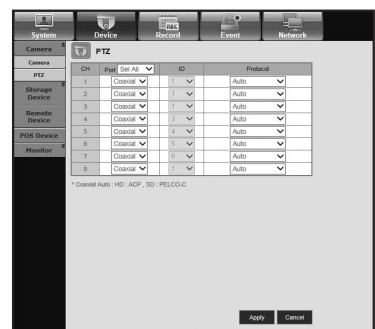 System Device Record Event Network
REC
Camera PTZ
Camera
PTZ
Storage Device
Remote Device
POS Device
Monitor
CH Port Sel All ID Protocal
1 Coaxial 1 Auto
2 Coaxial 1 Auto
3 Coaxial 1 Auto
4 Coaxial 3 Auto
5 Coaxial 4 Auto
6 Coaxial 5 Auto
7 Coaxial 6 Auto
8 Coaxial 1 Auto
* Coaxial Auto : HD : ACP , SD : PELCO-C
Apply Cancel